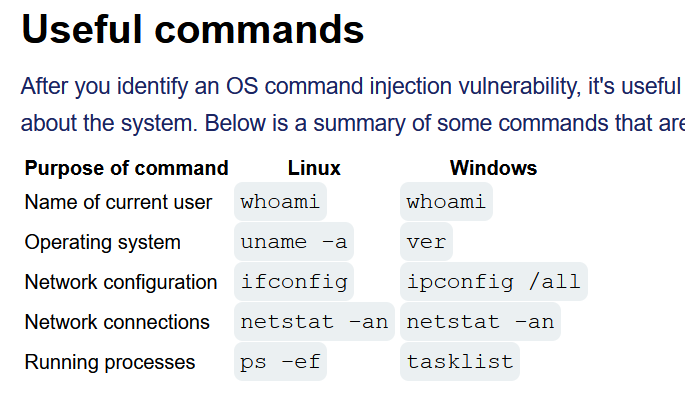 Useful commands
After you identify an OS command injection vulnerability, it's useful
about the system. Below is a summary of some commands that are
Purpose of command Linux Windows
Name of current user whoami whoami
Operating system uname -a ver
Network configuration ifconfig ipconfig /all
Network connections netstat -an netstat -an
Running processes ps -ef tasklist